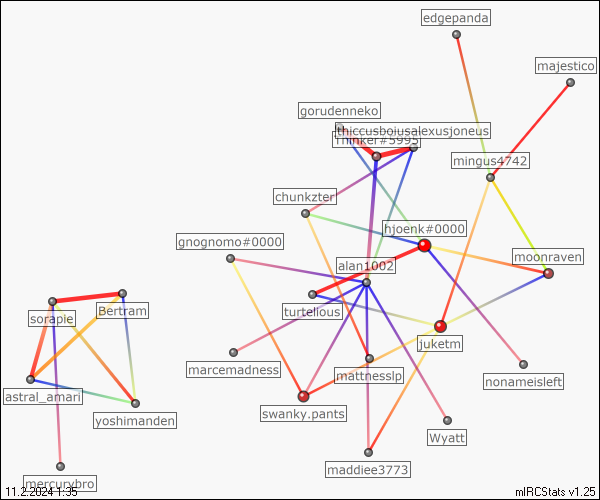 edgepanda
majestico
gorudenneko
thiccusboiusalexusjoneus
Thinker#5995
mingus4742
chunkzter
hjoenk#0000
gnognomo#0000
moonraven
alan1002
sorapie
Bertram
turtelious
juketm
marcemadness
mattnesslp
nonameisleft
astral_amari
swanky.pants
yoshimanden
Wyatt
maddiee3773
mercurybro
11.2.2024 1:35
mIRCStats v1.25